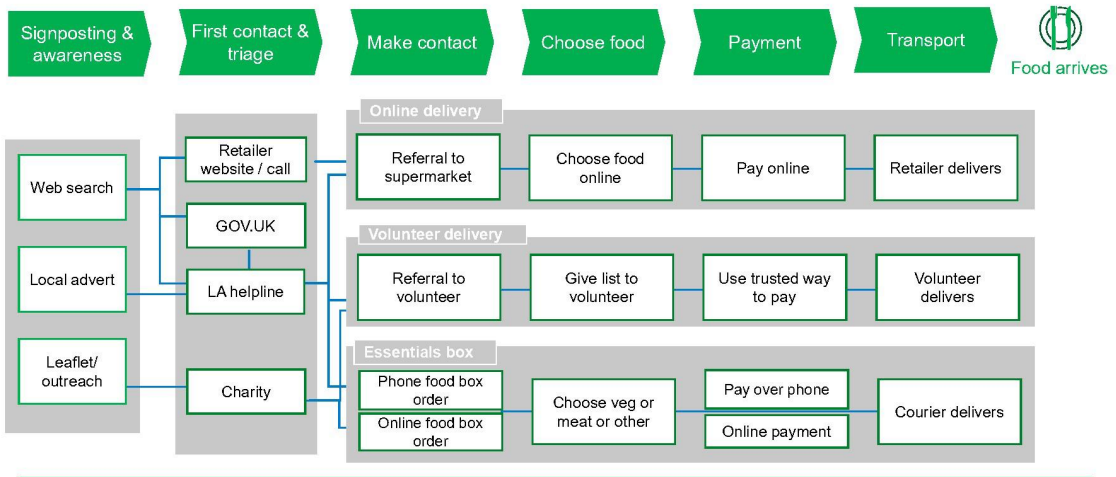 Signposting &
awareness
First contact &
triage
Make contact
Choose food
Payment
Transport
Food arrives
Web search
Local advert
Leaflet/
outreach
Retailer
website / call
GOV.UK
LA helpline
Charity
Online delivery
Referral to
supermarket
Choose food
online
Pay online
Retailer delivers
Volunteer delivery
Referral to
volunteer
Give list to
volunteer
Use trusted way
to pay
Volunteer
delivers
Essentials box
Phone food box
order
Online food box
order
Choose veg or
meat or other
Pay over phone
Online payment
Courier delivers